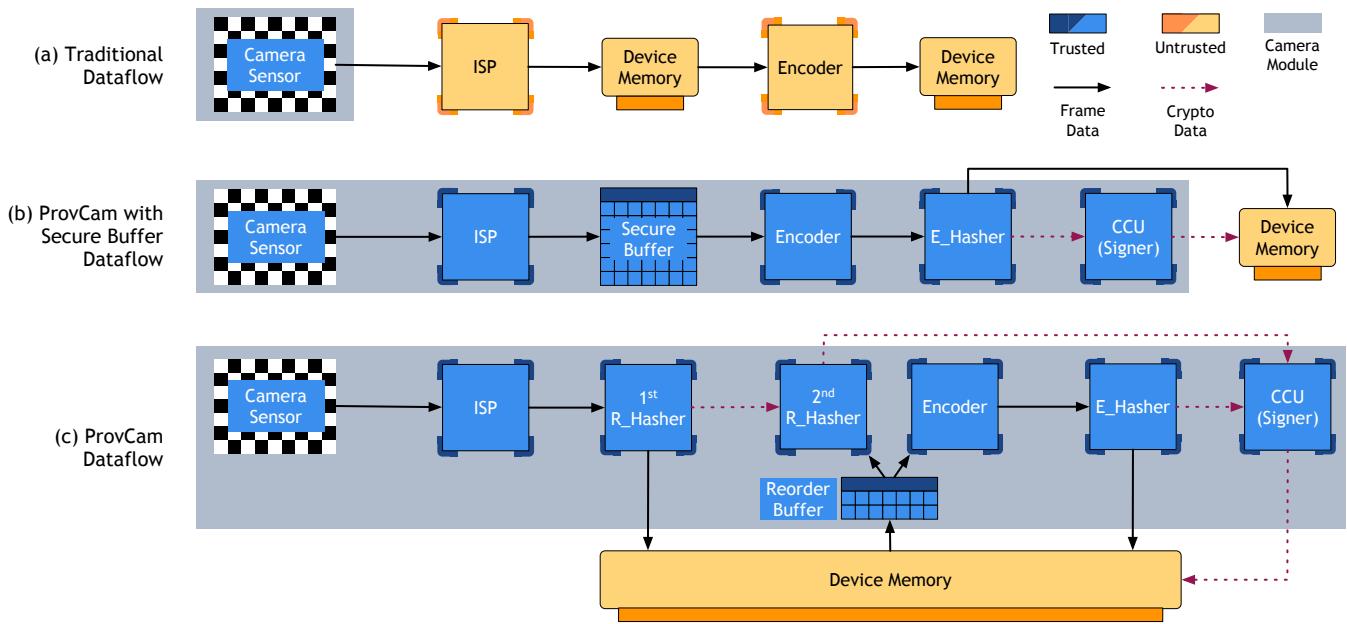 (a) Traditional
Dataflow
Camera
Sensor
ISP
Device
Memory
Encoder
Device
Memory
Trusted
Untrusted
Camera
Module
Frame
Data
Crypto
Data
(b) ProvCam with
Secure Buffer
Dataflow
Camera
Sensor
ISP
Secure
Buffer
Encoder
E_Hasher
CCU
(Signer)
Device
Memory
(c) ProvCam
Dataflow
Camera
Sensor
ISP
1st
R_Hasher
2nd
R_Hasher
Encoder
E_Hasher
CCU
(Signer)
Reorder
Buffer
Device Memory